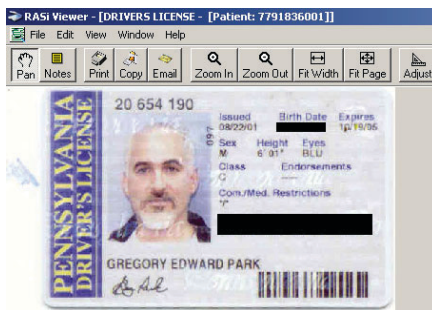 RASi Viewer - [DRIVERS LICENSE - [Patient: 7791836001]]
File Edit View Window Help
Pan Notes Print Copy Email Zoom In Zoom Out Fit Width Fit Page Adjust
PENNSYLVANIA
DRIVER'S LICENSE
20 654 190
097
Issued Birth Date Expires
08/22/01
Sex Height Eyes
M 6' 01" BLU
Class Endorsements
C ----
Com./Med. Restrictions
GREGORY EDWARD PARK